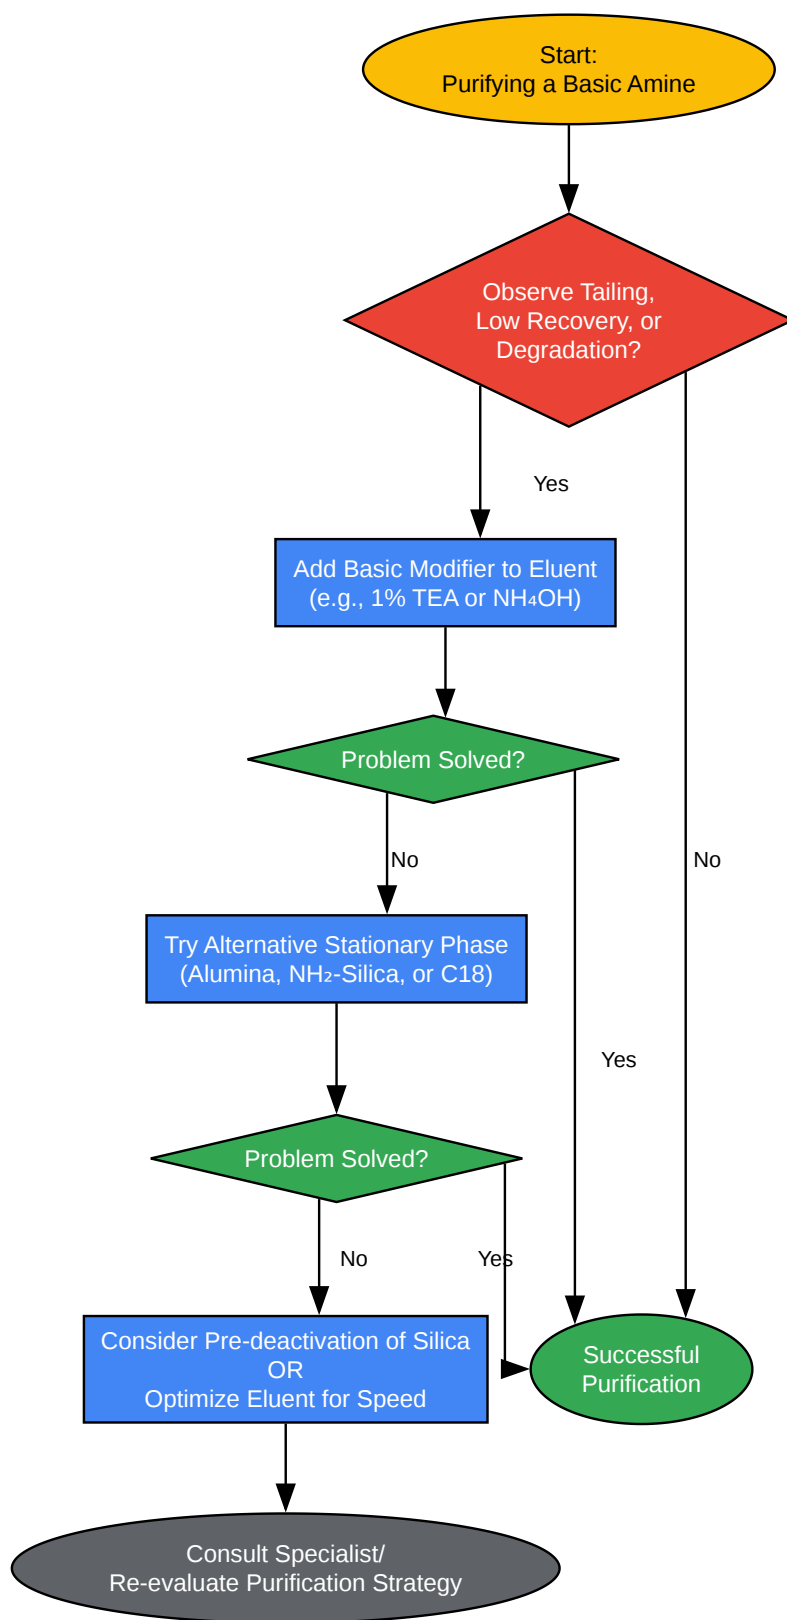 Start:
Purifying a Basic Amine
Observe Tailing,
Low Recovery, or
Degradation?
Yes
Add Basic Modifier to Eluent
(e.g., 1% TEA or NH₄OH)
Problem Solved?
No
No
Try Alternative Stationary Phase
(Alumina, NH₂-Silica, or C18)
Yes
Problem Solved?
No
Yes
Consider Pre-deactivation of Silica
OR
Optimize Eluent for Speed
Successful
Purification
Consult Specialist/
Re-evaluate Purification Strategy